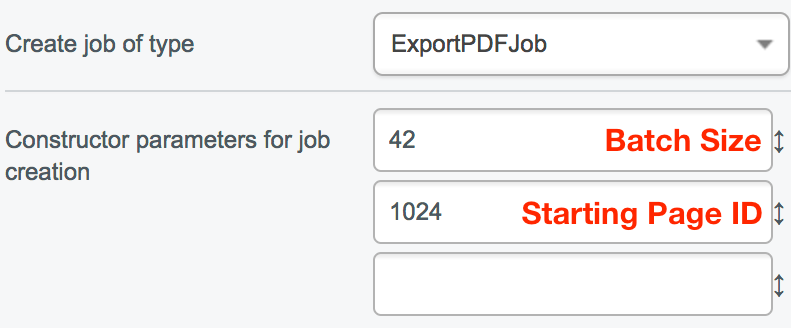 Create job of type
ExportPDFJob
Constructor parameters for job
creation
42 Batch Size
1024 Starting Page ID